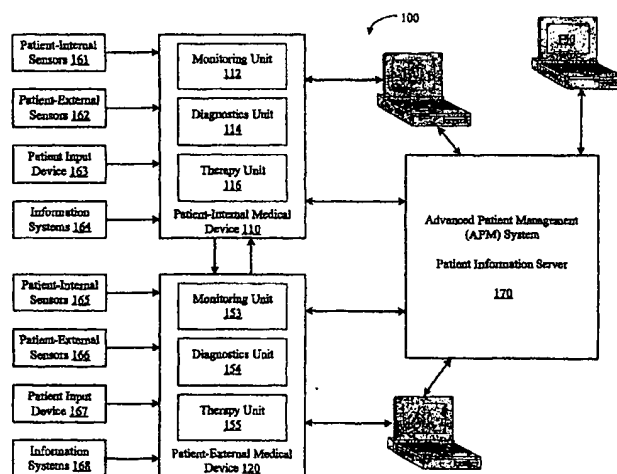 100
Patient-Internal
Sensors 161
Patient-External
Sensors 162
Patient Input
Device 163
Information
Systems 164
Monitoring Unit
112
Diagnostics Unit
114
Therapy Unit
116
Patient-Internal Medical
Device 110
Patient-Internal
Sensors 165
Patient-External
Sensors 166
Patient Input
Device 167
Information
Systems 168
Monitoring Unit
153
Diagnostics Unit
154
Therapy Unit
155
Patient-External Medical
Device 120
Advanced Patient Management
(APM) System
Patient Information Server
170